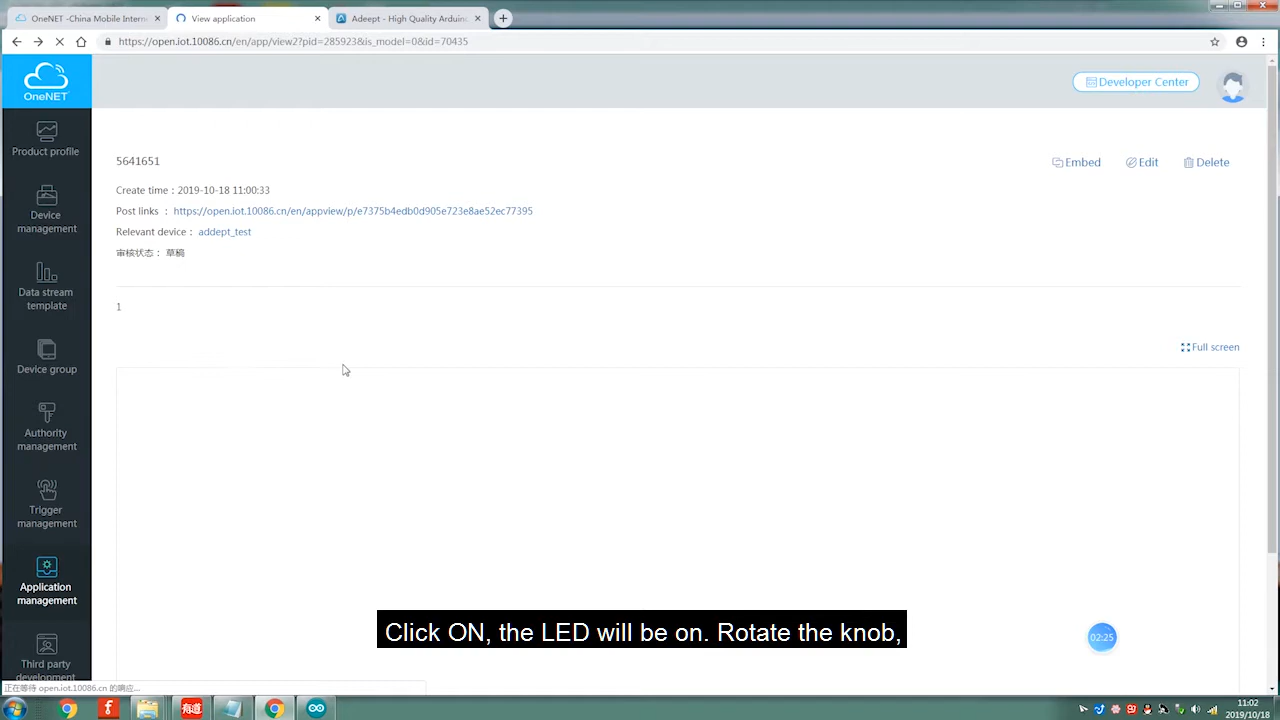 OneNET -China Mobile Intern
View application
Adeept - High Quality Arduin
https://open.iot.10086.cn/en/app/view2?pid=285923&is_model=0&id=70435
OneNET
Developer Center
Product profile
Device
management
Data stream
template
Device group
Authority
management
Trigger
management
Application
management
Third party
development
5641651
Embed
Edit
Delete
Create time：2019-10-18 11:00:33
Post links ： https://open.iot.10086.cn/en/appview/p/e7375b4edb0d905e723e8ae52ec77395
Relevant device： addept_test
审核状态： 草稿
1
Full screen
Click ON, the LED will be on. Rotate the knob,
02:25
正在等待 open.iot.10086.cn 的响应...
11:02
2019/10/18